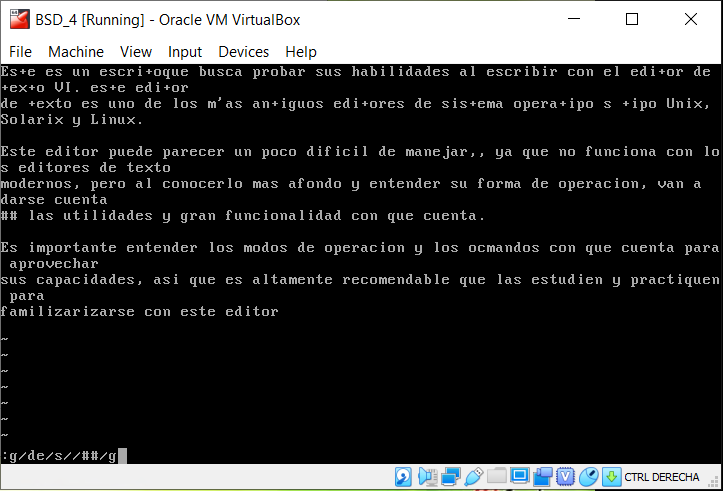 BSD_4 [Running] - Oracle VM VirtualBox
File Machine View Input Devices Help
Es+e es un escri+oque busca probar sus habilidades al escribir con el edi+or de
+ex+o VI. es+e edi+or
de +exto es uno de los m'as an+iguos edi+ores de sis+ema opera+ipo s +ipo Unix,
Solarix y Linux.
Este editor puede parecer un poco dificil de manejar,, ya que no funciona con lo
s editores de texto
modernos, pero al conocerlo mas afondo y entender su forma de operacion, van a
darse cuenta
## las utilidades y gran funcionalidad con que cuenta.
Es importante entender los modos de operacion y los ocmandos con que cuenta para
aprovechar
sus capacidades, asi que es altamente recomendable que las estudien y practiquen
para
familizarizarse con este editor
~
~
~
~
~
~
~
:g/de/s//##/g
CTRL DERECHA